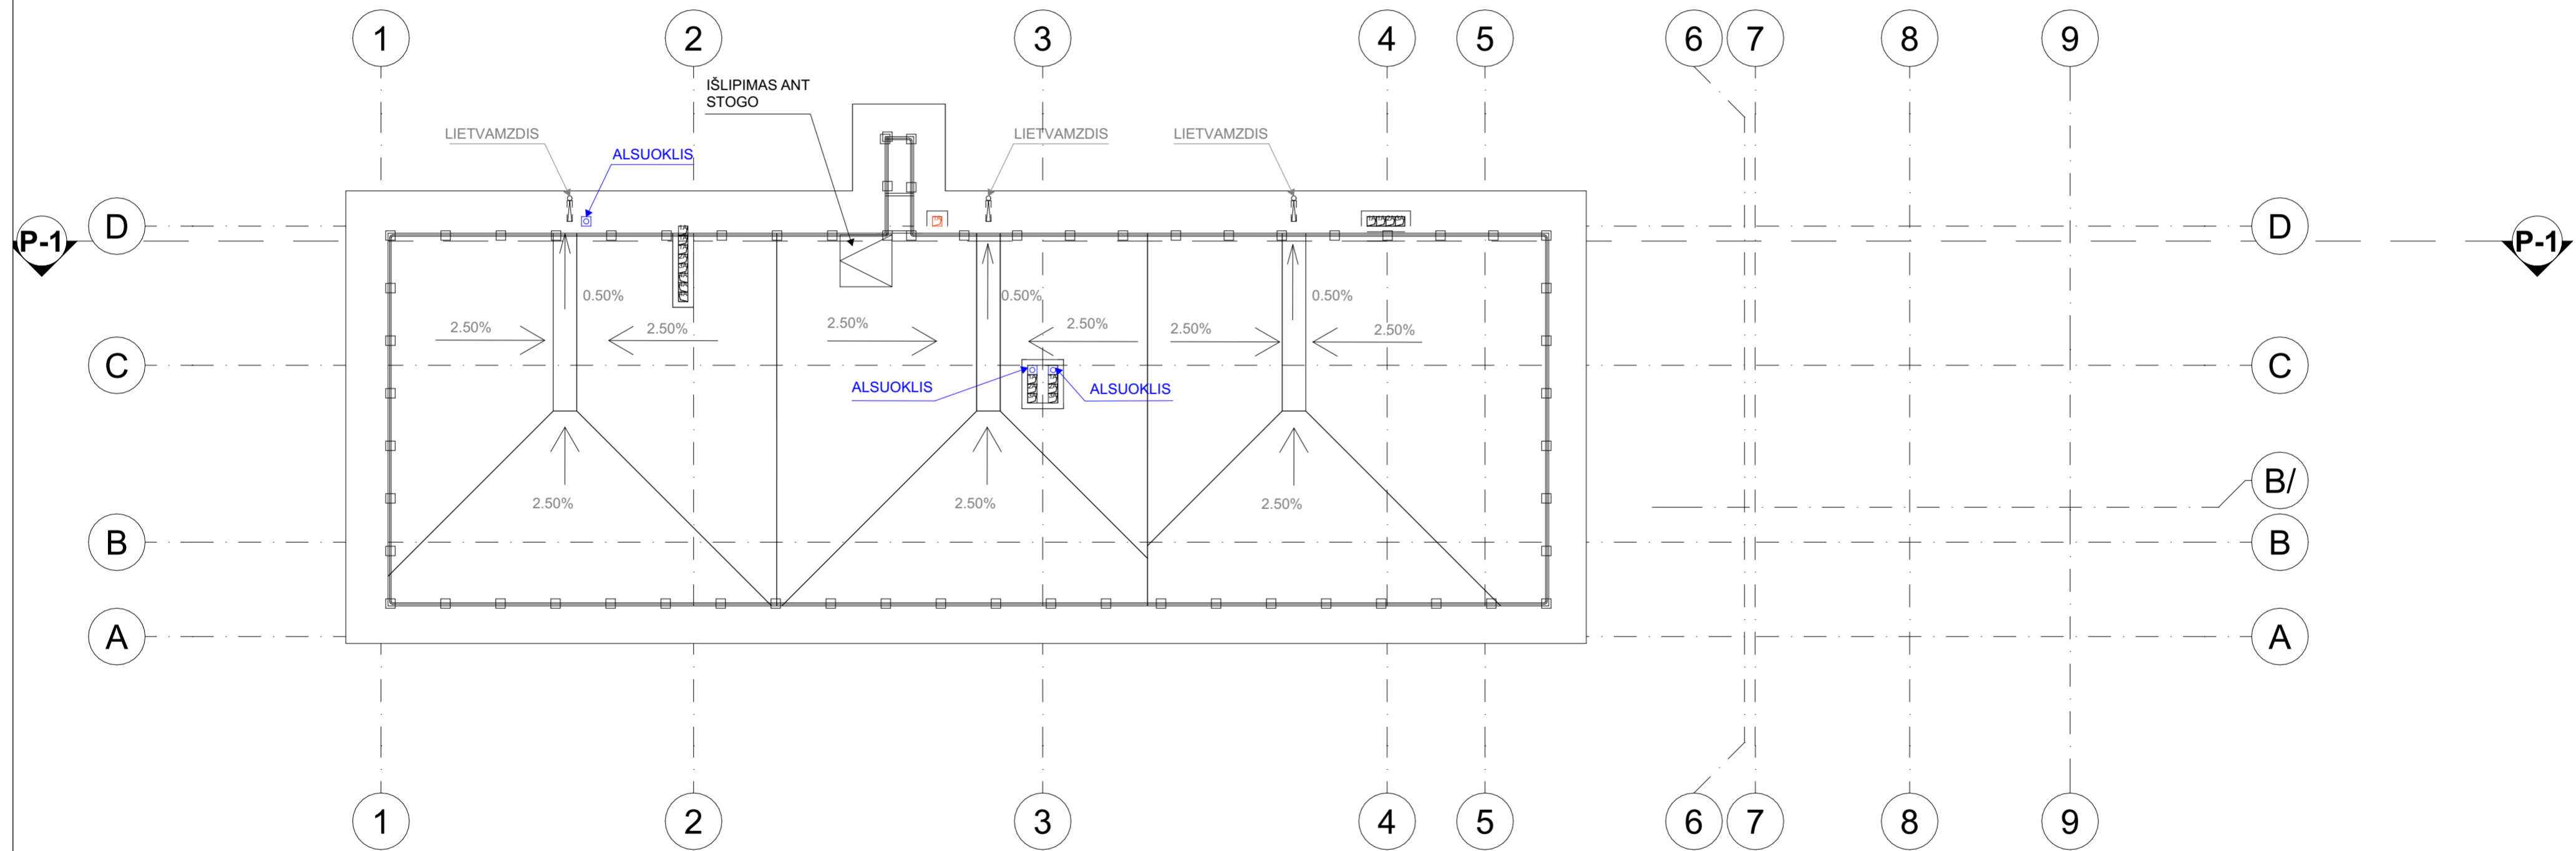 1 2 3 4 5 6 7 8 9
IŠLIPIMAS ANT
STOGO
LIETVAMZDIS LIETVAMZDIS LIETVAMZDIS
ALSUOKLIS
D D
P-1 P-1
0.50% 0.50% 0.50%
2.50% 2.50% 2.50% 2.50% 2.50% 2.50%
C C
ALSUOKLIS ALSUOKLIS
B/
2.50% 2.50% 2.50%
B B
A A
1 2 3 4 5 6 7 8 9